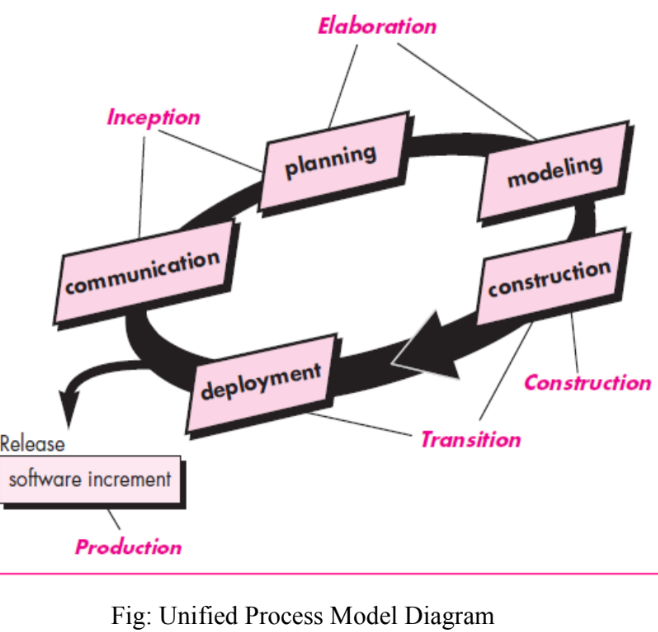 Elaboration
Inception
planning
modeling
communication
construction
deployment
Construction
Transition
Release
software increment
Production
Fig: Unified Process Model Diagram